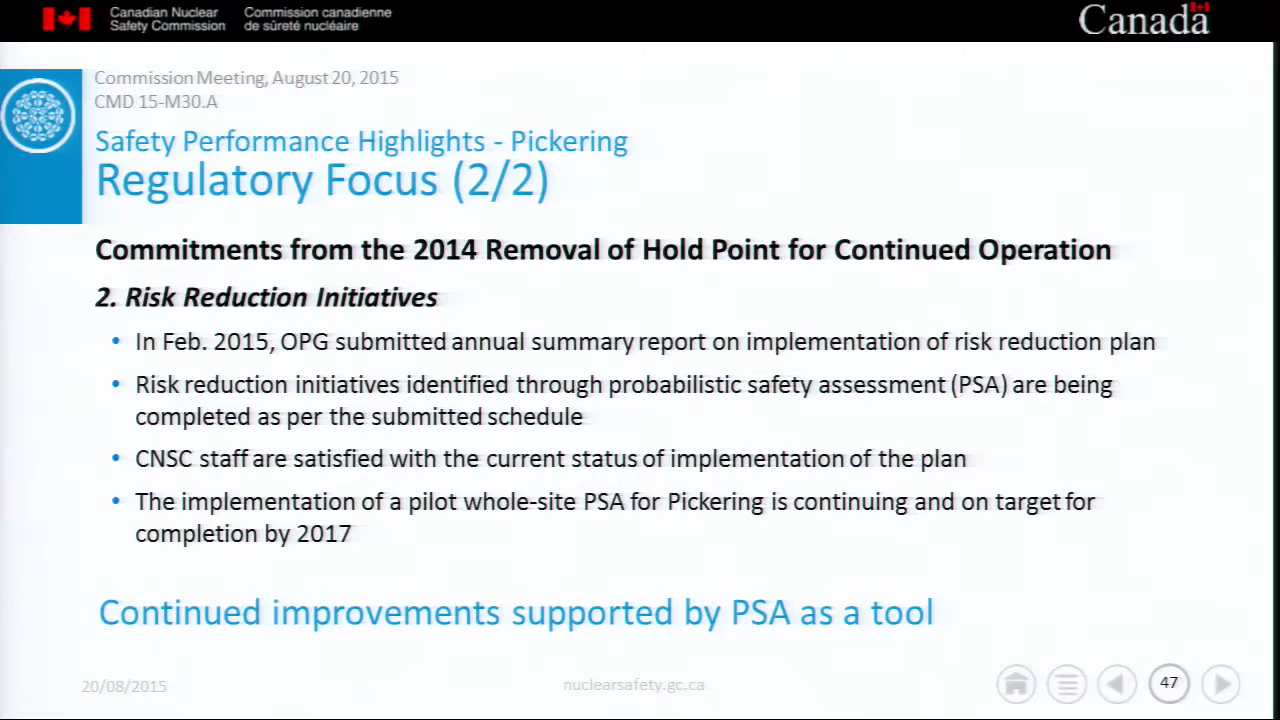 Canadian Nuclear
Safety Commission
Commission canadienne
de sûreté nucléaire
Canada
Commission Meeting, August 20, 2015
CMD 15-M30.A
Safety Performance Highlights - Pickering
Regulatory Focus (2/2)
Commitments from the 2014 Removal of Hold Point for Continued Operation
2. Risk Reduction Initiatives
• In Feb. 2015, OPG submitted annual summary report on implementation of risk reduction plan
• Risk reduction initiatives identified through probabilistic safety assessment (PSA) are being
completed as per the submitted schedule
• CNSC staff are satisfied with the current status of implementation of the plan
• The implementation of a pilot whole-site PSA for Pickering is continuing and on target for
completion by 2017
Continued improvements supported by PSA as a tool
20/08/2015
nuclearsafety.gc.ca
47